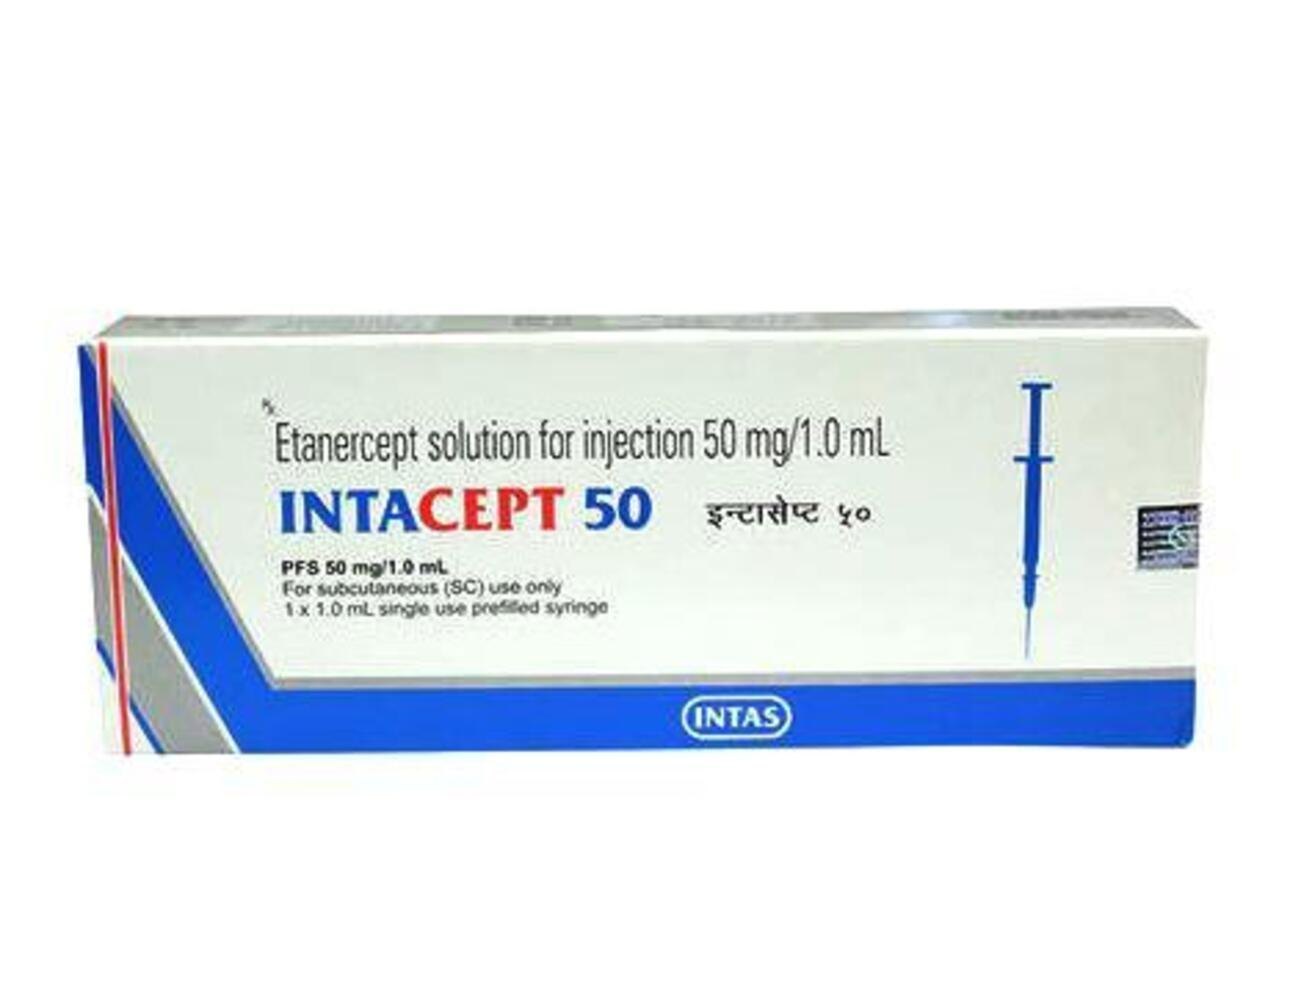 Rx
Etanercept solution for injection 50 mg/1.0 mL
INTACEPT 50 इन्टासेप्ट ५०
PFS 50 mg/1.0 mL
For subcutaneous (SC) use only
1 x 1.0 mL single use prefilled syringe
INTAS